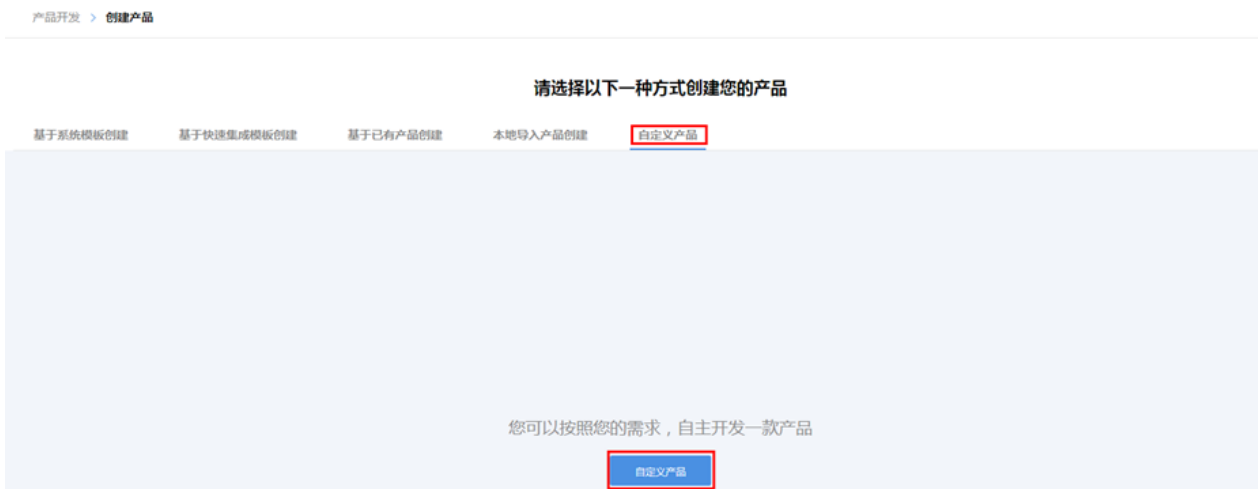 产品开发 > 创建产品
请选择以下一种方式创建您的产品
基于系统模板创建 基于快速集成模板创建 基于已有产品创建 本地导入产品创建 自定义产品
您可以按照您的需求，自主开发一款产品
自定义产品